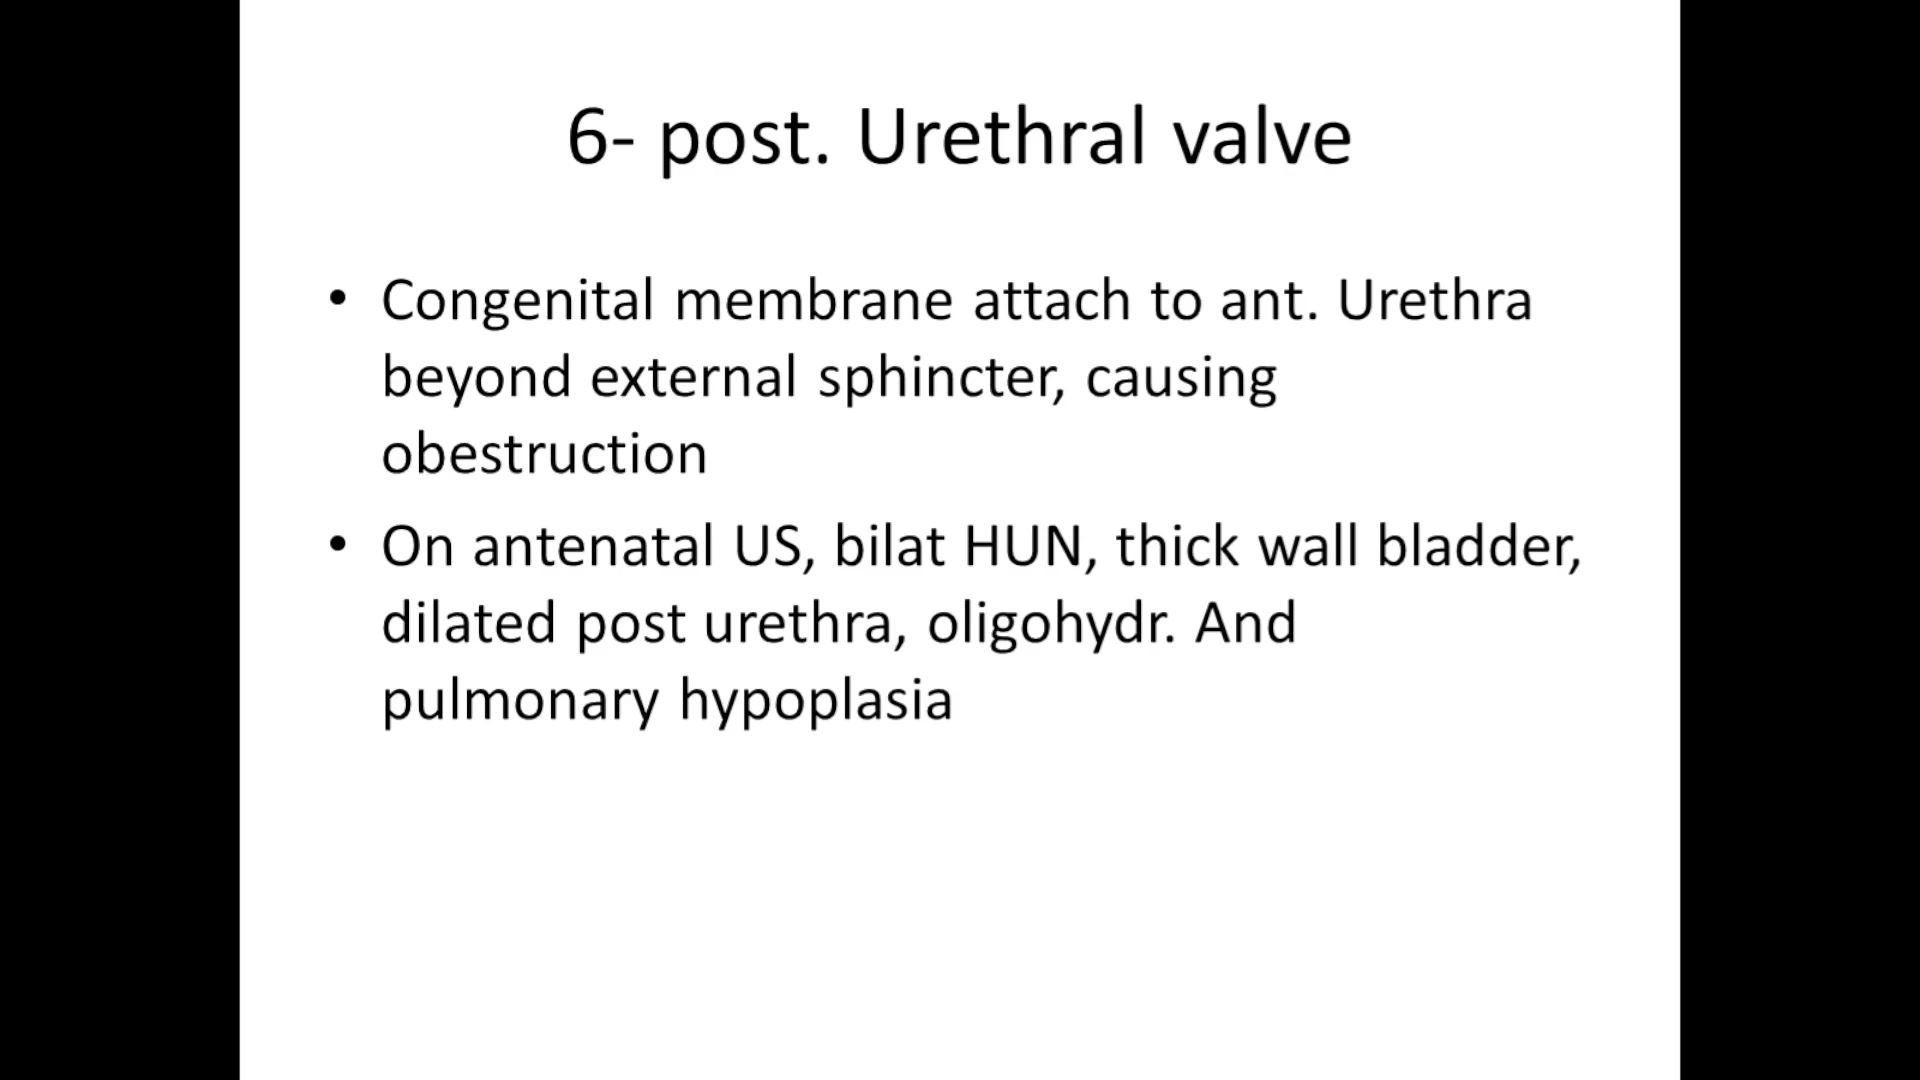 6- post. Urethral valve
• Congenital membrane attach to ant. Urethra
beyond external sphincter, causing
obestruction
• On antenatal US, bilat HUN, thick wall bladder,
dilated post urethra, oligohydr. And
pulmonary hypoplasia